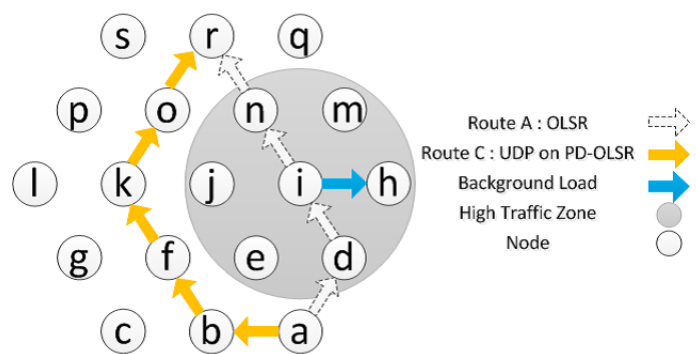 s r q
p o n m
l k j i h
g f e d
c b a
Route A : OLSR
Route C : UDP on PD-OLSR
Background Load
High Traffic Zone
Node